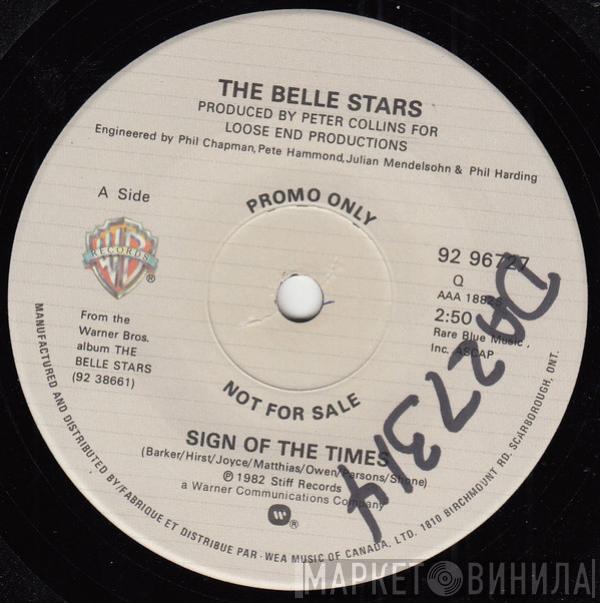 THE BELLE STARS
PRODUCED BY PETER COLLINS FOR
LOOSE END PRODUCTIONS
Engineered by Phil Chapman, Pete Hammond, Julian Mendelsohn & Phil Harding
A Side
PROMO ONLY
WB
RECORDS
®
92 96727
Q
AAA 1882S
2:50
Rare Blue Music,
Inc. ASCAP
From the
Warner Bros.
album THE
BELLE STARS
(92 38661)
NOT FOR SALE
DA27314
SIGN OF THE TIMES
(Barker/Hirst/Joyce/Matthias/Owen/Parsons/Shone)
℗ 1982 Stiff Records
a Warner Communications Company
®
MANUFACTURED AND DISTRIBUTED BY/FABRIQUE ET DISTRIBUE PAR - WEA MUSIC OF CANADA, LTD. 1810 BIRCHMOUNT RD. SCARBOROUGH, ONT.
МАРКЕТ ВИНИЛА